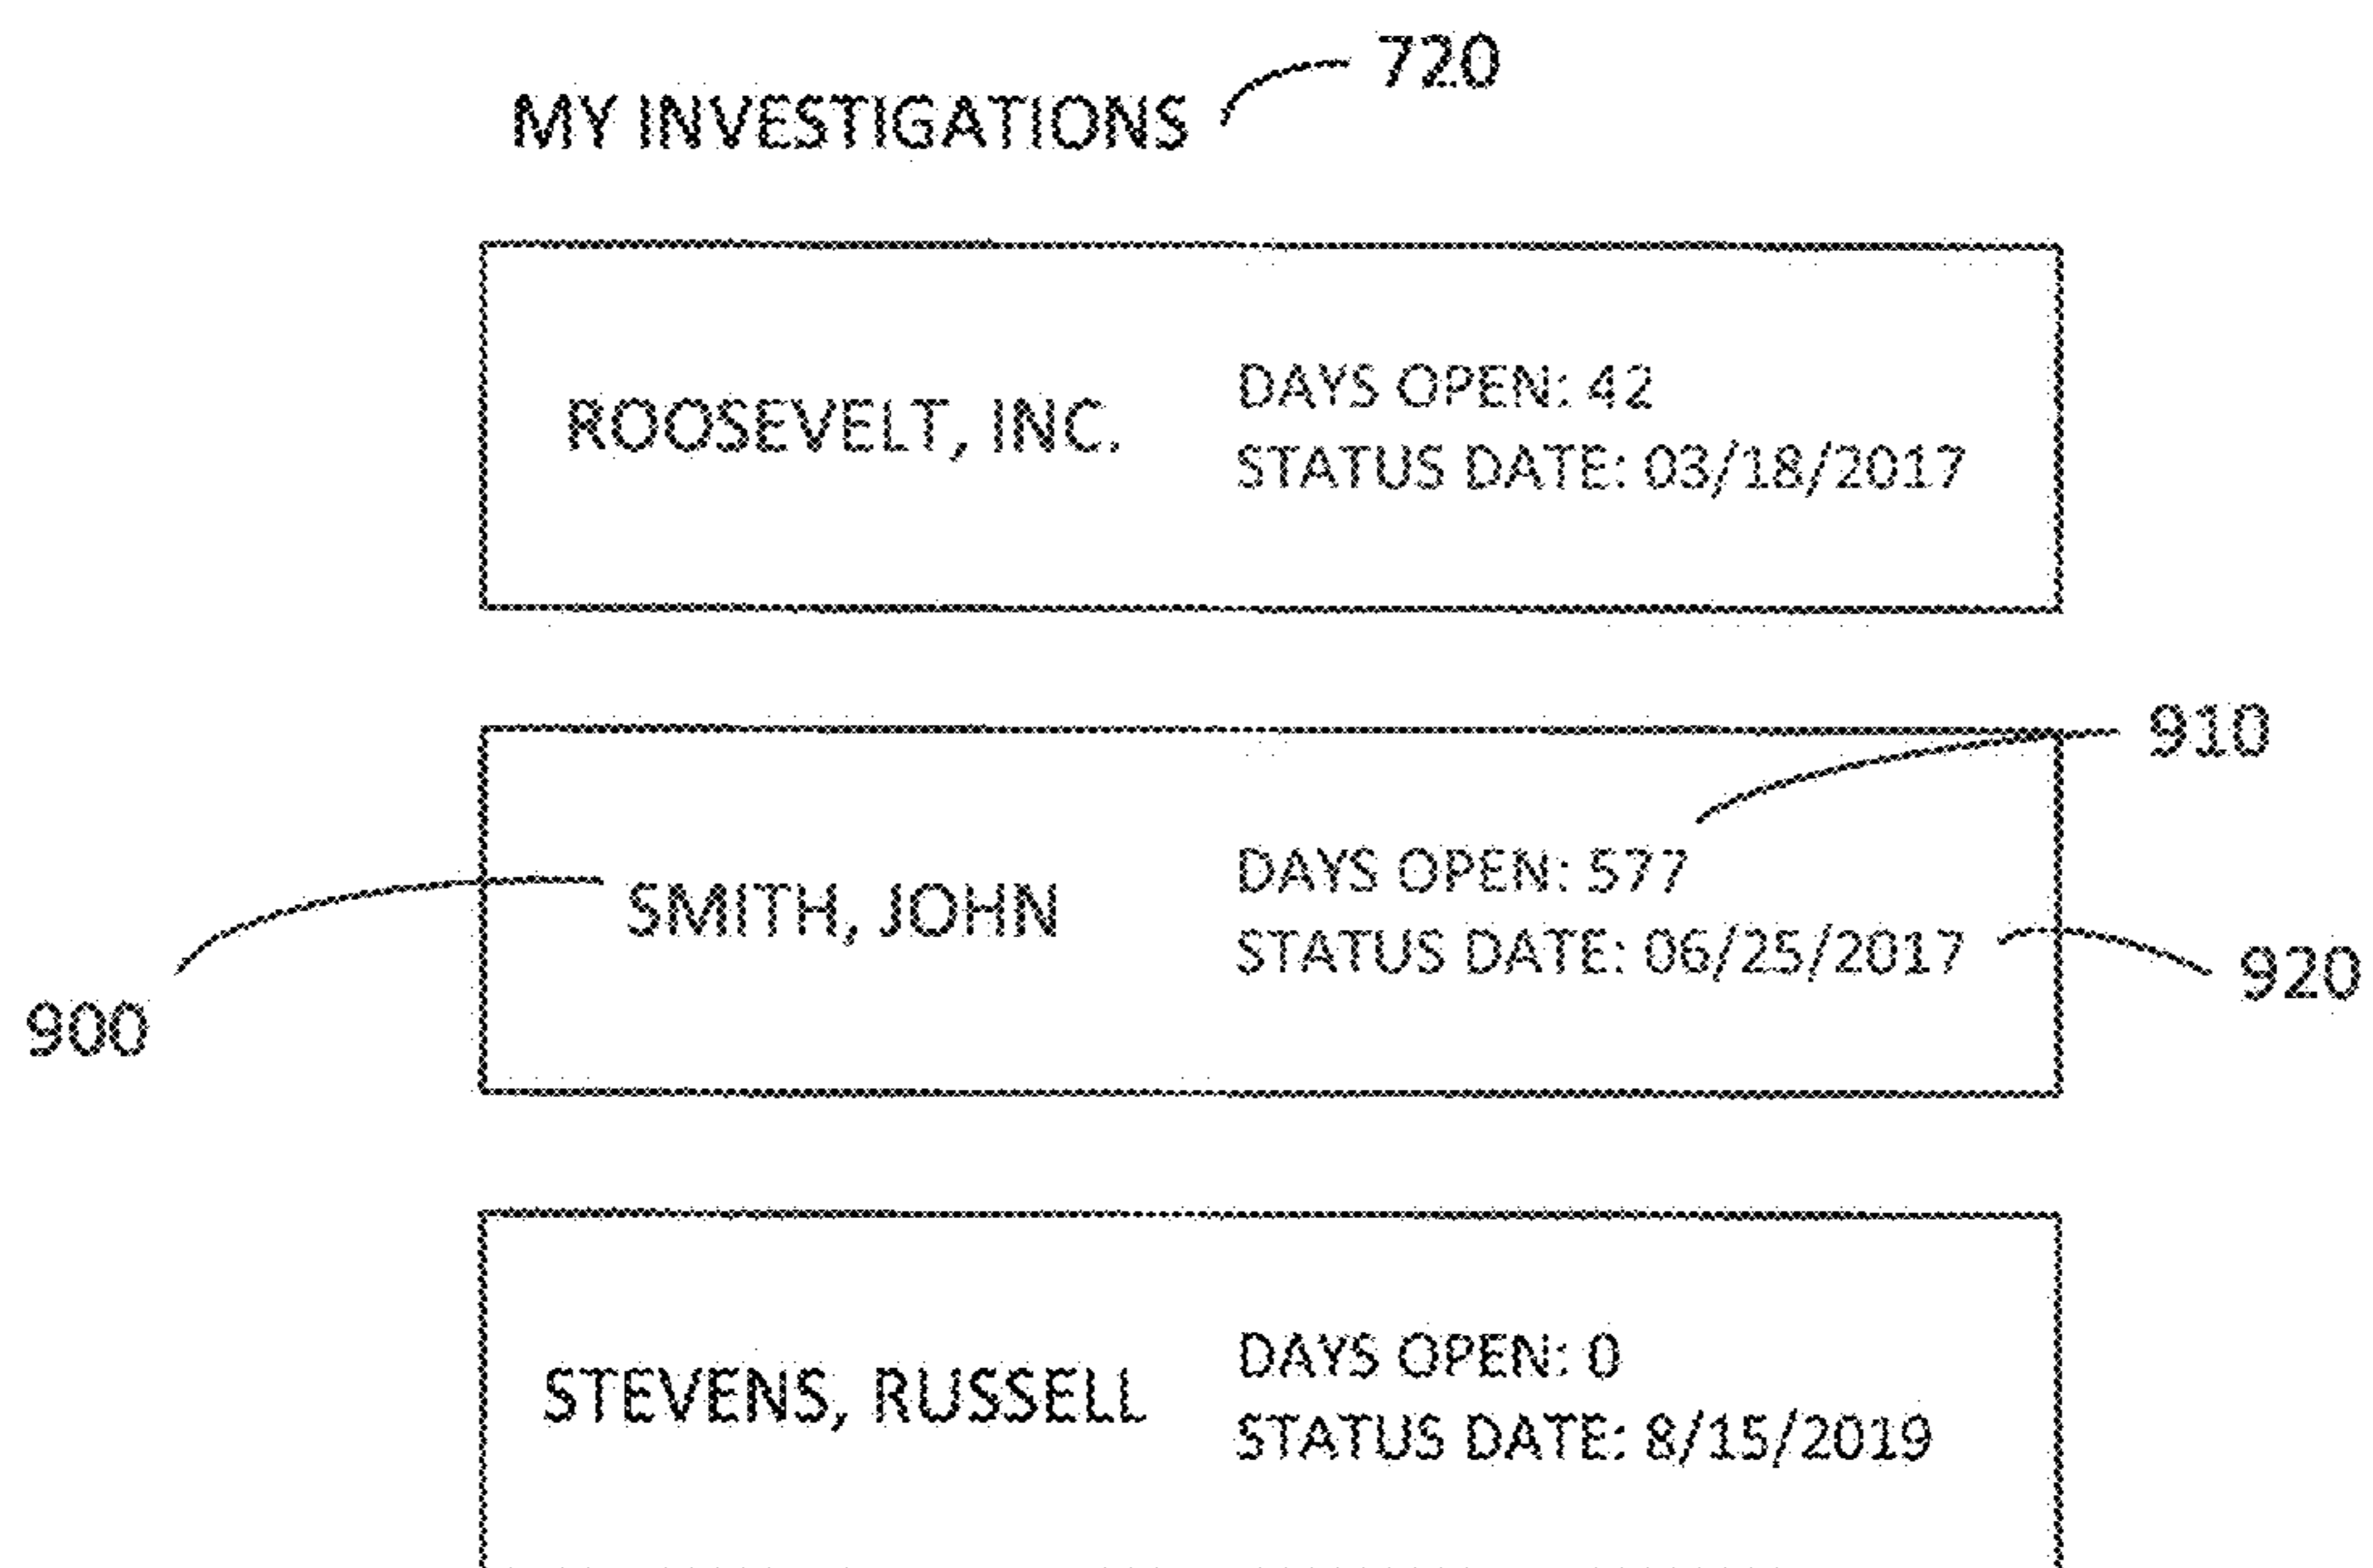 720
MY INVESTIGATIONS
ROOSEVELT, INC.
DAYS OPEN: 42
STATUS DATE: 03/18/2017
910
SMITH, JOHN
DAYS OPEN: 577
STATUS DATE: 06/25/2017
920
900
STEVENS, RUSSELL
DAYS OPEN: 0
STATUS DATE: 8/15/2019